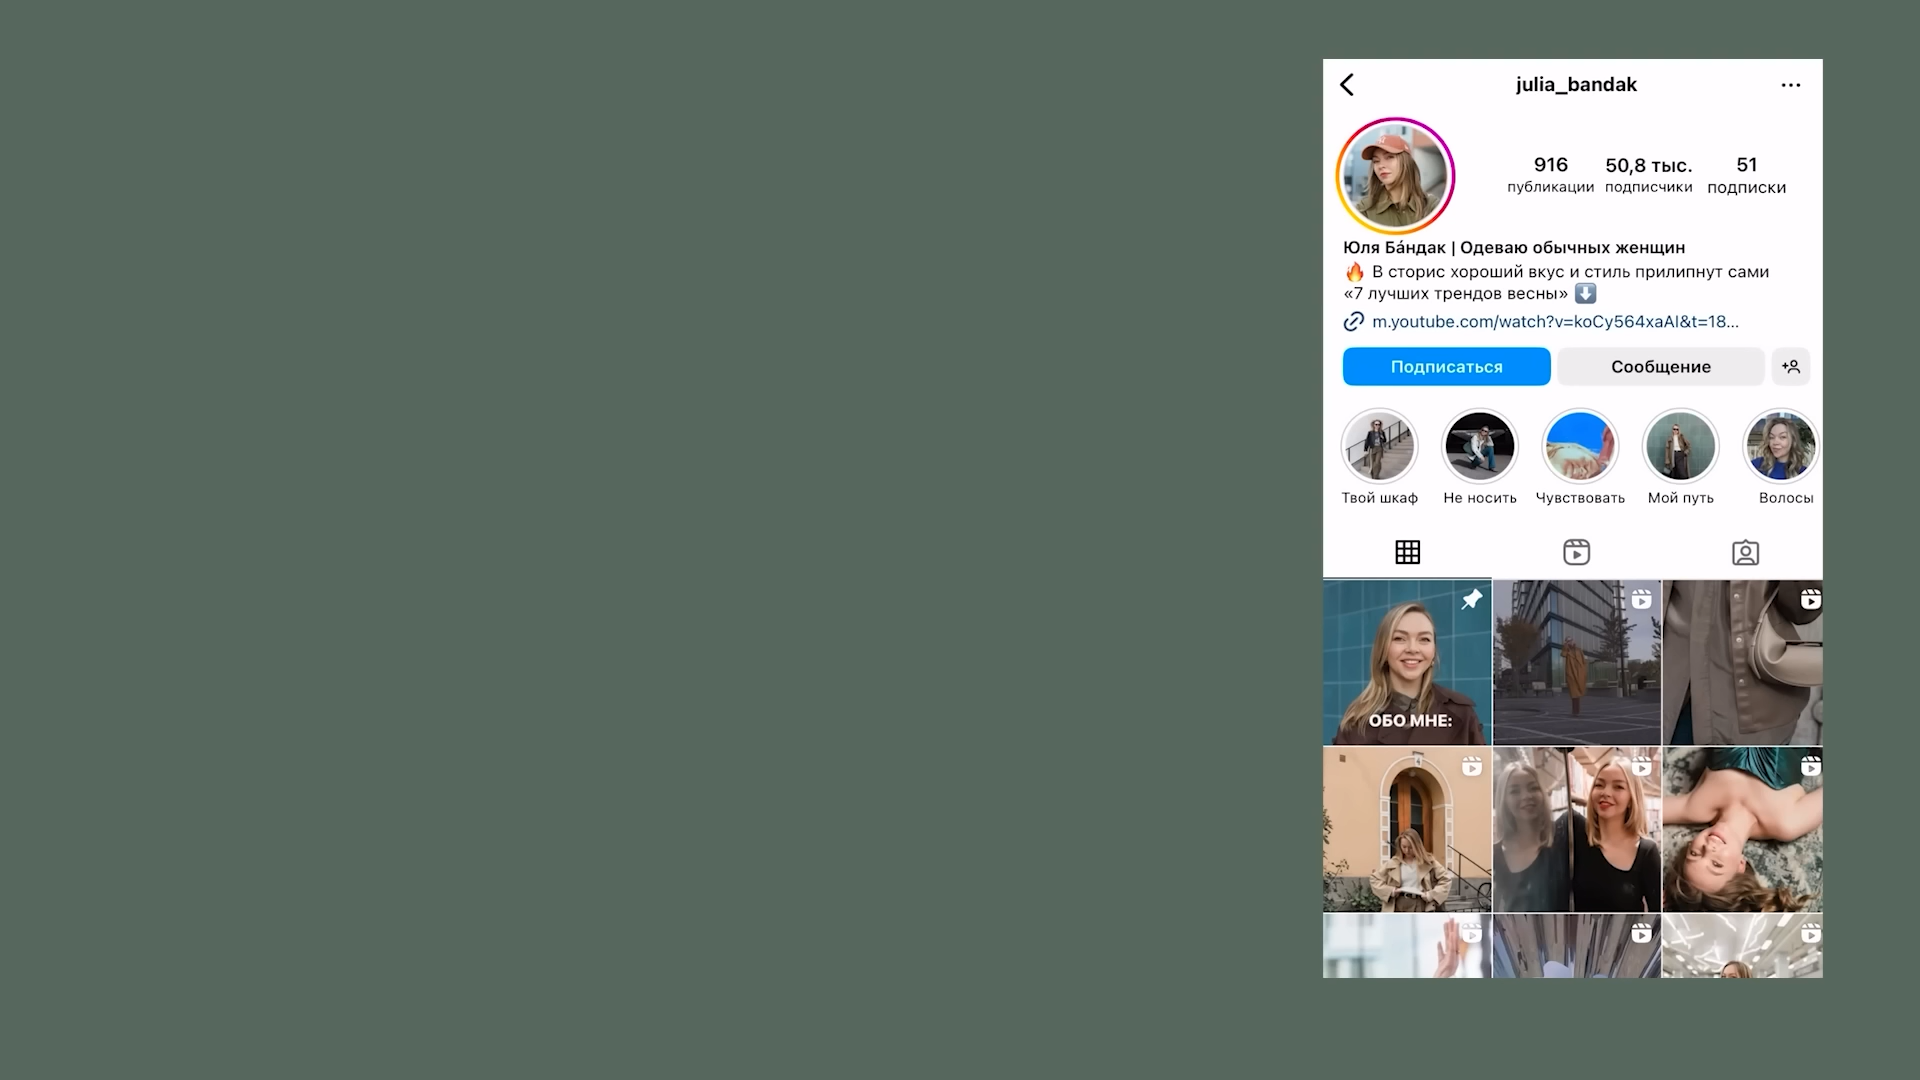 julia_bandak
916 50,8 тыс. 51
публикации подписчики подписки
Юля Ба́ндак | Одеваю обычных женщин
🔥 В сторис хороший вкус и стиль прилипнут сами
«7 лучших трендов весны» ⬇️
m.youtube.com/watch?v=koCy564xaAI&t=18...
Подписаться Сообщение
Твой шкаф Не носить Чувствовать Мой путь Волосы
ОБО МНЕ: